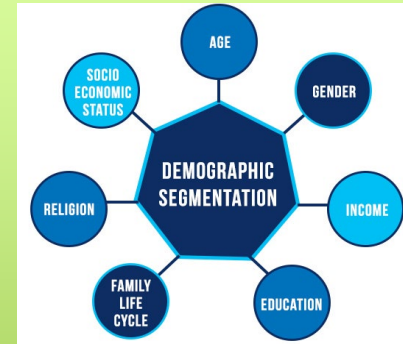 AGE
SOCIO
ECONOMIC
STATUS
GENDER
DEMOGRAPHIC
SEGMENTATION
RELIGION
INCOME
FAMILY
LIFE
CYCLE
EDUCATION